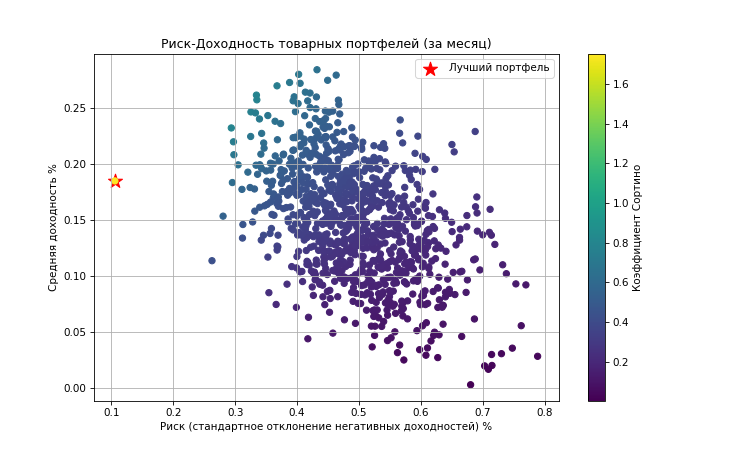 Риск-Доходность товарных портфелей (за месяц)
Лучший портфель
Средняя доходность %
0.25
0.20
0.15
0.10
0.05
0.00
0.1 0.2 0.3 0.4 0.5 0.6 0.7 0.8
Риск (стандартное отклонение негативных доходностей) %
1.6
1.4
1.2
1.0
0.8
0.6
0.4
0.2
Коэффициент Сортино